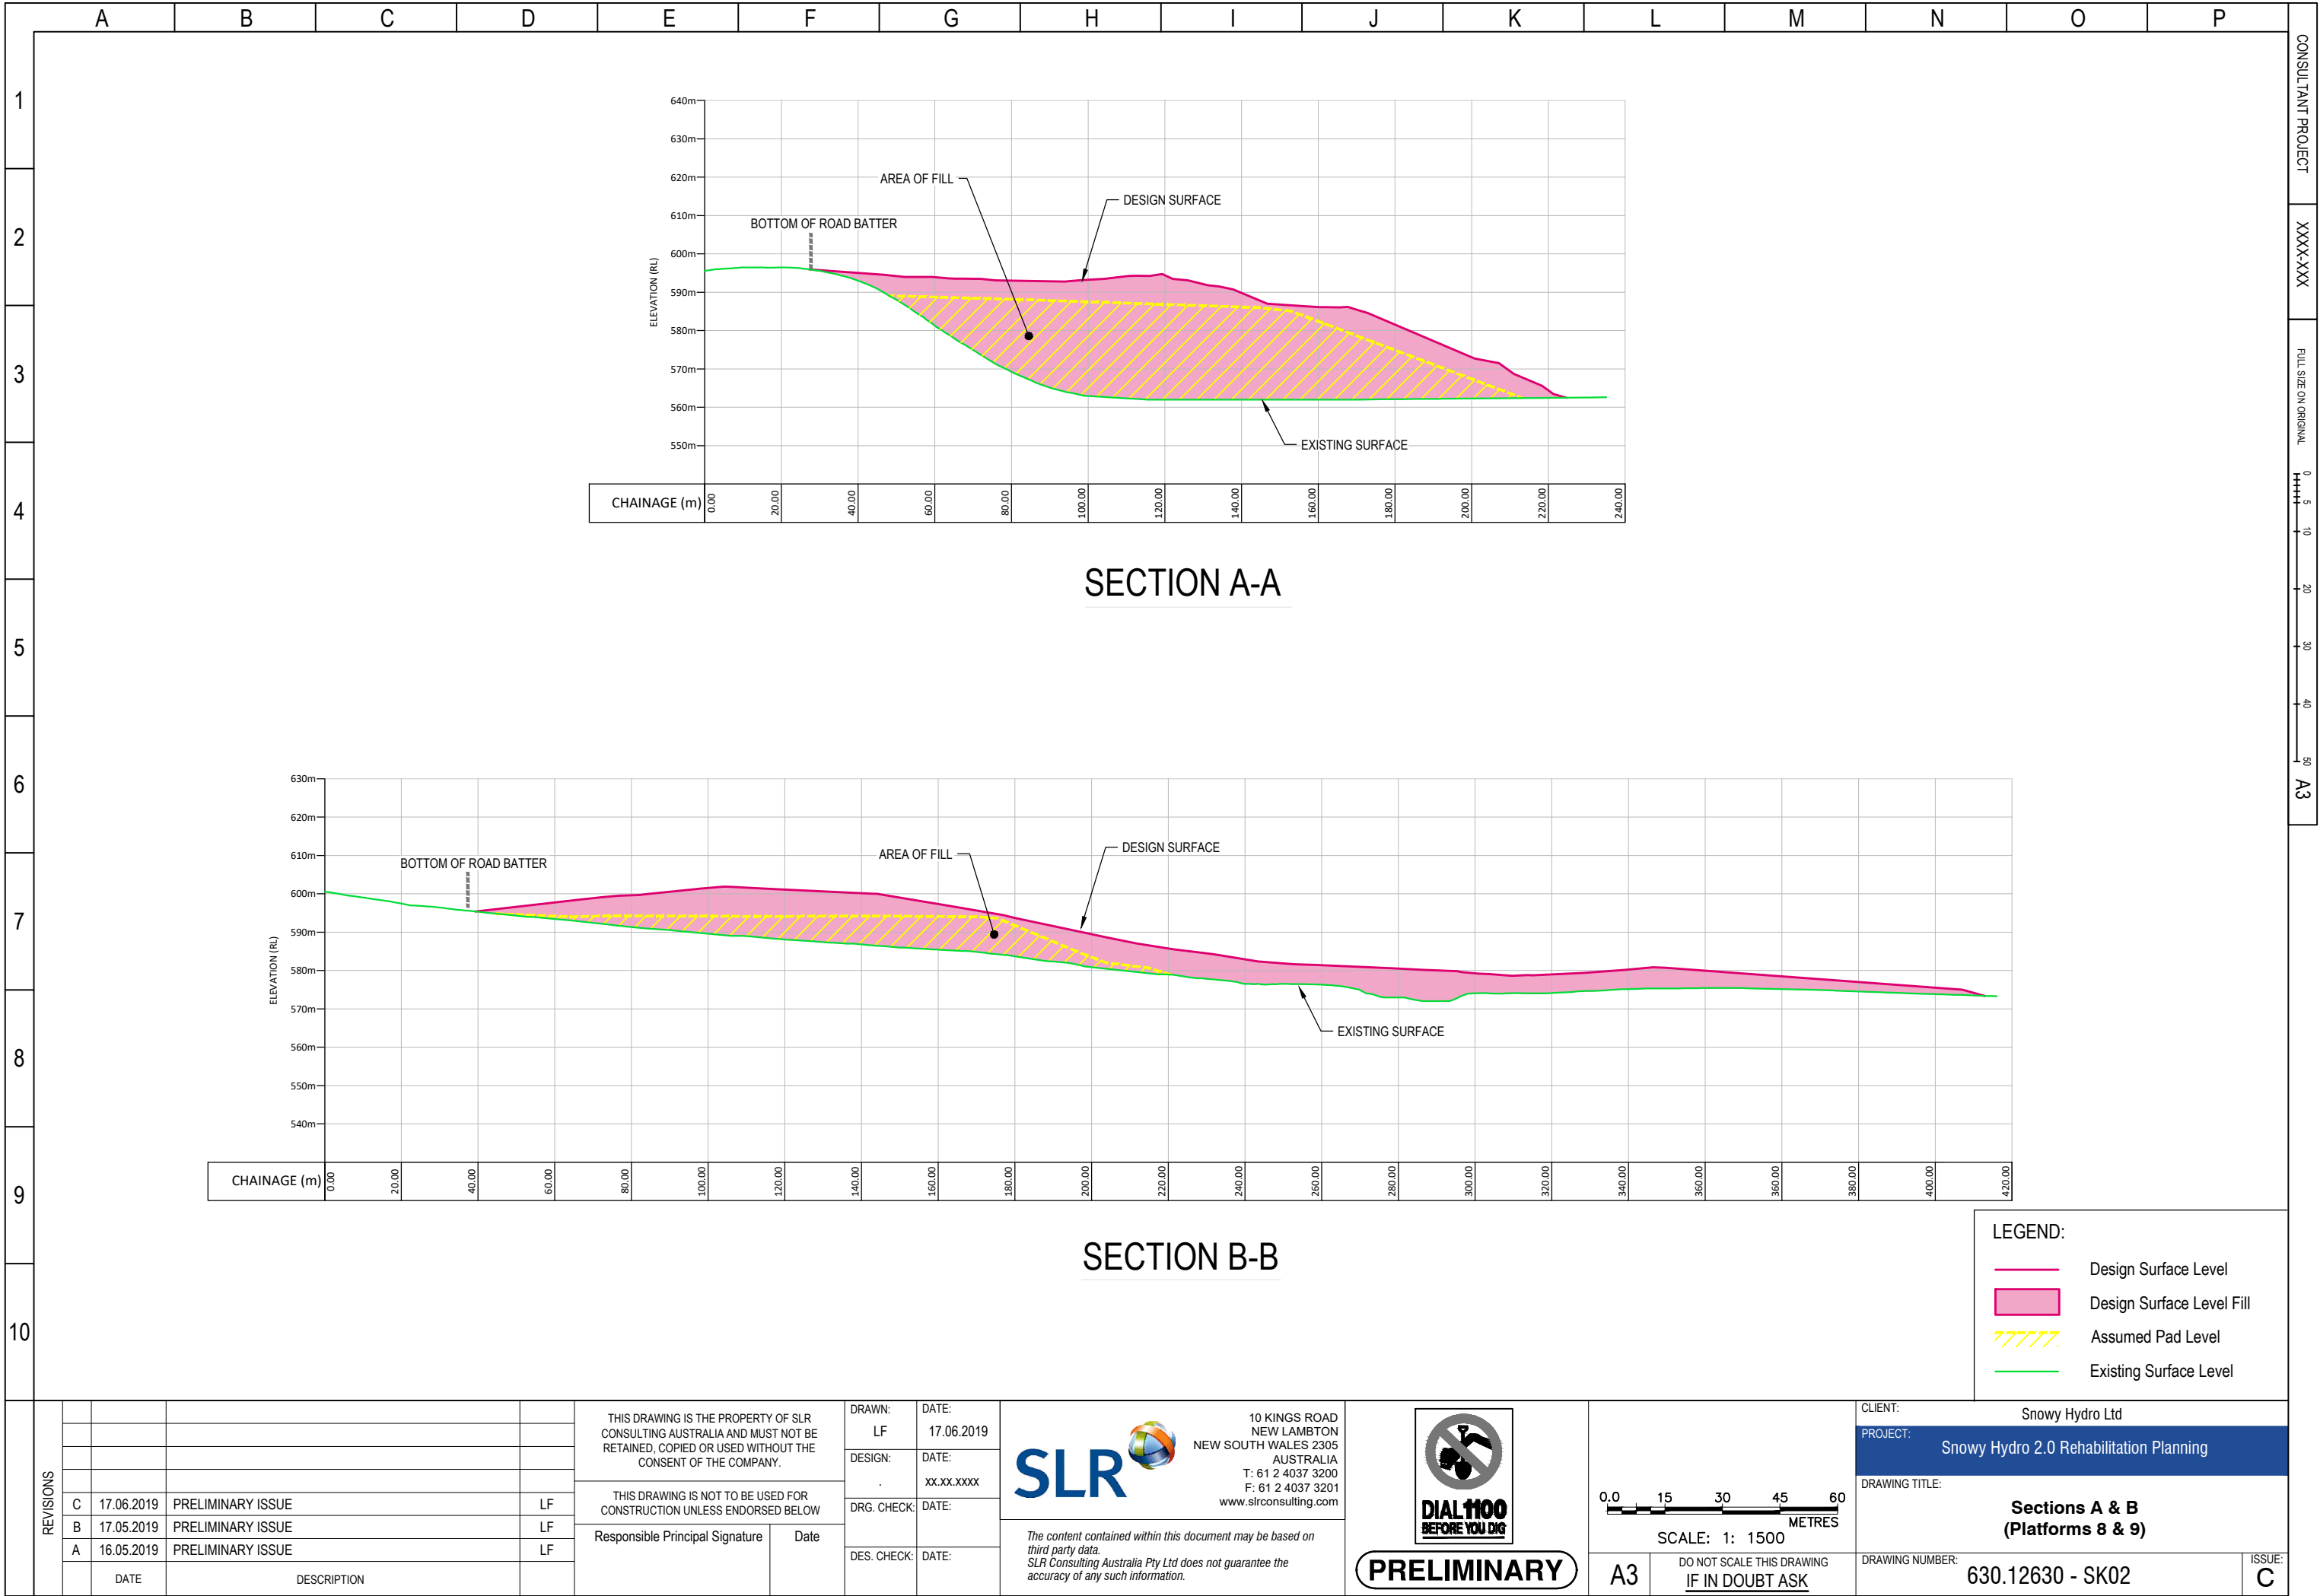 A B C D E F G H I J K L M N O P
1
2
3
4
5
6
7
8
9
10
CONSULTANT PROJECT
XXXX-XXX
FULL SIZE ON ORIGINAL
0 5 10 20 30 40 50
A3
640m
630m
620m
610m
600m
590m
580m
570m
560m
550m
ELEVATION (RL)
AREA OF FILL
DESIGN SURFACE
BOTTOM OF ROAD BATTER
EXISTING SURFACE
CHAINAGE (m) 0.00 20.00 40.00 60.00 80.00 100.00 120.00 140.00 160.00 180.00 200.00 220.00 240.00
SECTION A-A
630m
620m
610m
600m
590m
580m
570m
560m
550m
540m
ELEVATION (RL)
BOTTOM OF ROAD BATTER
AREA OF FILL
DESIGN SURFACE
EXISTING SURFACE
CHAINAGE (m) 0.00 20.00 40.00 60.00 80.00 100.00 120.00 140.00 160.00 180.00 200.00 220.00 240.00 260.00 280.00 300.00 320.00 340.00 360.00 360.00 380.00 400.00 420.00
SECTION B-B
LEGEND:
Design Surface Level
Design Surface Level Fill
Assumed Pad Level
Existing Surface Level
REVISIONS
C 17.06.2019 PRELIMINARY ISSUE LF
B 17.05.2019 PRELIMINARY ISSUE LF
A 16.05.2019 PRELIMINARY ISSUE LF
DATE DESCRIPTION
THIS DRAWING IS THE PROPERTY OF SLR
CONSULTING AUSTRALIA AND MUST NOT BE
RETAINED, COPIED OR USED WITHOUT THE
CONSENT OF THE COMPANY.
THIS DRAWING IS NOT TO BE USED FOR
CONSTRUCTION UNLESS ENDORSED BELOW
Responsible Principal Signature Date
DRAWN: DATE:
LF 17.06.2019
DESIGN: DATE:
. xx.xx.xxxx
DRG. CHECK: DATE:
DES. CHECK: DATE:
SLR
10 KINGS ROAD
NEW LAMBTON
NEW SOUTH WALES 2305
AUSTRALIA
T: 61 2 4037 3200
F: 61 2 4037 3201
www.slrconsulting.com
The content contained within this document may be based on
third party data.
SLR Consulting Australia Pty Ltd does not guarantee the
accuracy of any such information.
DIAL 1100
BEFORE YOU DIG
PRELIMINARY
0.0 15 30 45 60
METRES
SCALE: 1: 1500
A3
DO NOT SCALE THIS DRAWING
IF IN DOUBT ASK
CLIENT:
Snowy Hydro Ltd
PROJECT:
Snowy Hydro 2.0 Rehabilitation Planning
DRAWING TITLE:
Sections A & B
(Platforms 8 & 9)
DRAWING NUMBER:
630.12630 - SK02
ISSUE:
C